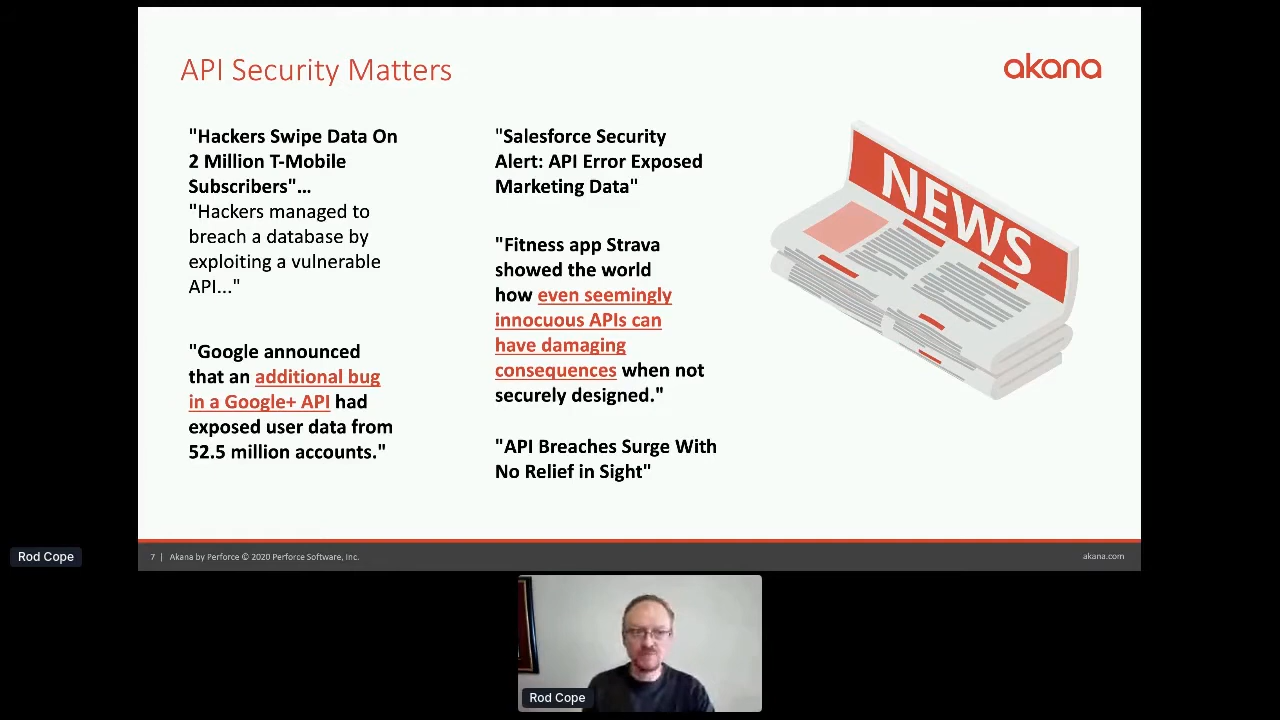 API Security Matters
akana
"Hackers Swipe Data On
2 Million T-Mobile
Subscribers"...
"Hackers managed to
breach a database by
exploiting a vulnerable
API..."
"Google announced
that an additional bug
in a Google+ API had
exposed user data from
52.5 million accounts."
"Salesforce Security
Alert: API Error Exposed
Marketing Data"
"Fitness app Strava
showed the world
how even seemingly
innocuous APIs can
have damaging
consequences when not
securely designed."
"API Breaches Surge With
No Relief in Sight"
NEWS
7 | Akana by Perforce © 2020 Perforce Software, Inc.
akana.com
Rod Cope
Rod Cope